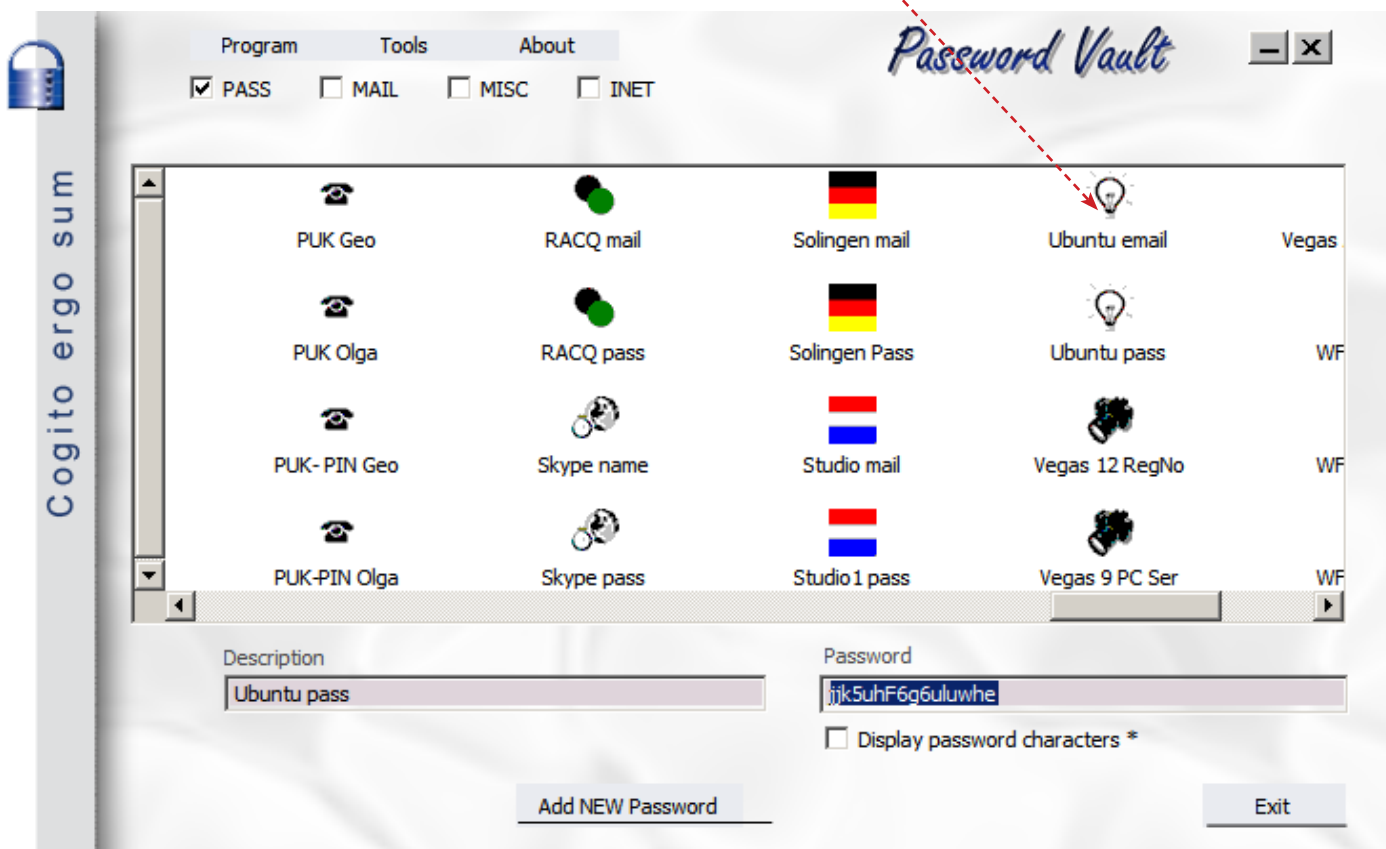 Program Tools About
Password Vault
PASS MAIL MISC INET
Cogito ergo sum
PUK Geo RACQ mail Solingen mail Ubuntu email Vegas
PUK Olga RACQ pass Solingen Pass Ubuntu pass WF
PUK- PIN Geo Skype name Studio mail Vegas 12 RegNo WF
PUK-PIN Olga Skype pass Studio1 pass Vegas 9 PC Ser WF
Description Password
Ubuntu pass jjk5uhF6g6uluwhe
Display password characters *
Add NEW Password Exit